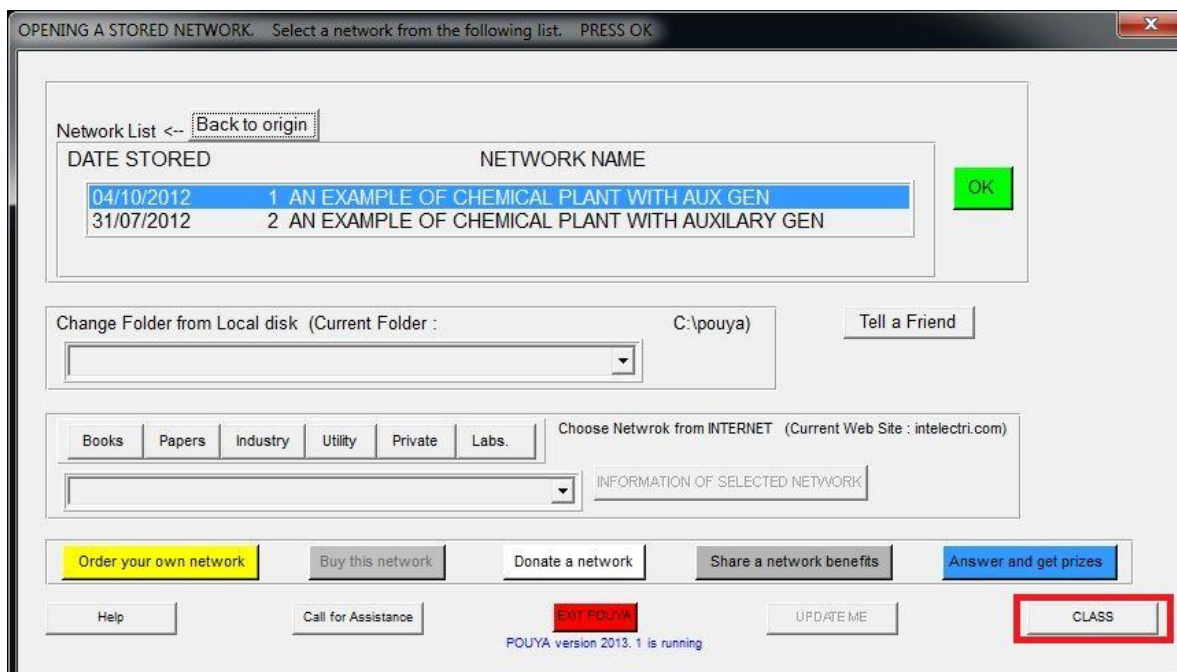 OPENING A STORED NETWORK. Select a network from the following list. PRESS OK
Network List <-- Back to origin
DATE STORED NETWORK NAME
04/10/2012 1 AN EXAMPLE OF CHEMICAL PLANT WITH AUX GEN
31/07/2012 2 AN EXAMPLE OF CHEMICAL PLANT WITH AUXILARY GEN
OK
Change Folder from Local disk (Current Folder : C:\pouya)
Tell a Friend
Books Papers Industry Utility Private Labs.
Choose Netwrok from INTERNET (Current Web Site : intelectri.com)
INFORMATION OF SELECTED NETWORK
Order your own network Buy this network Donate a network Share a network benefits Answer and get prizes
Help Call for Assistance EXIT POUYA UPDATE ME CLASS
POUYA version 2013. 1 is running